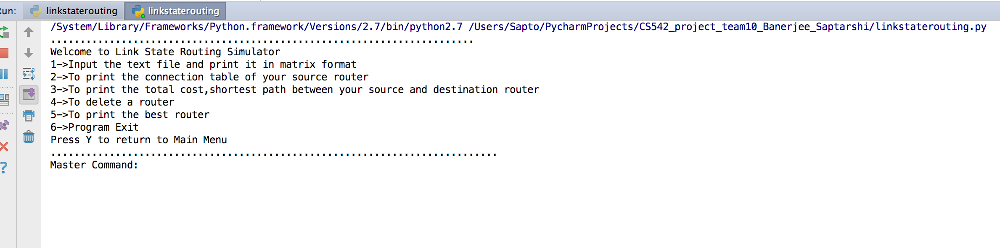 Run: linkstaterouting linkstaterouting
/System/Library/Frameworks/Python.framework/Versions/2.7/bin/python2.7 /Users/Sapto/PycharmProjects/CS542_project_team10_Banerjee_Saptarshi/linkstaterouting.py
........................................................................
Welcome to Link State Routing Simulator
1->Input the text file and print it in matrix format
2->To print the connection table of your source router
3->To print the total cost,shortest path between your source and destination router
4->To delete a router
5->To print the best router
6->Program Exit
Press Y to return to Main Menu
............................................................................
Master Command: